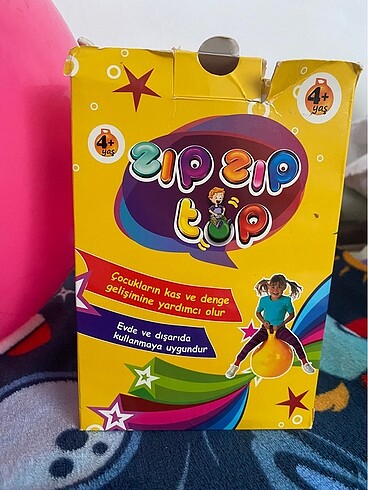 4+
yaş
4+
yaş
zıp zıp
top
Çocukların kas ve denge
gelişimine yardımcı olur
Evde ve dışarıda
kullanmaya uygundur